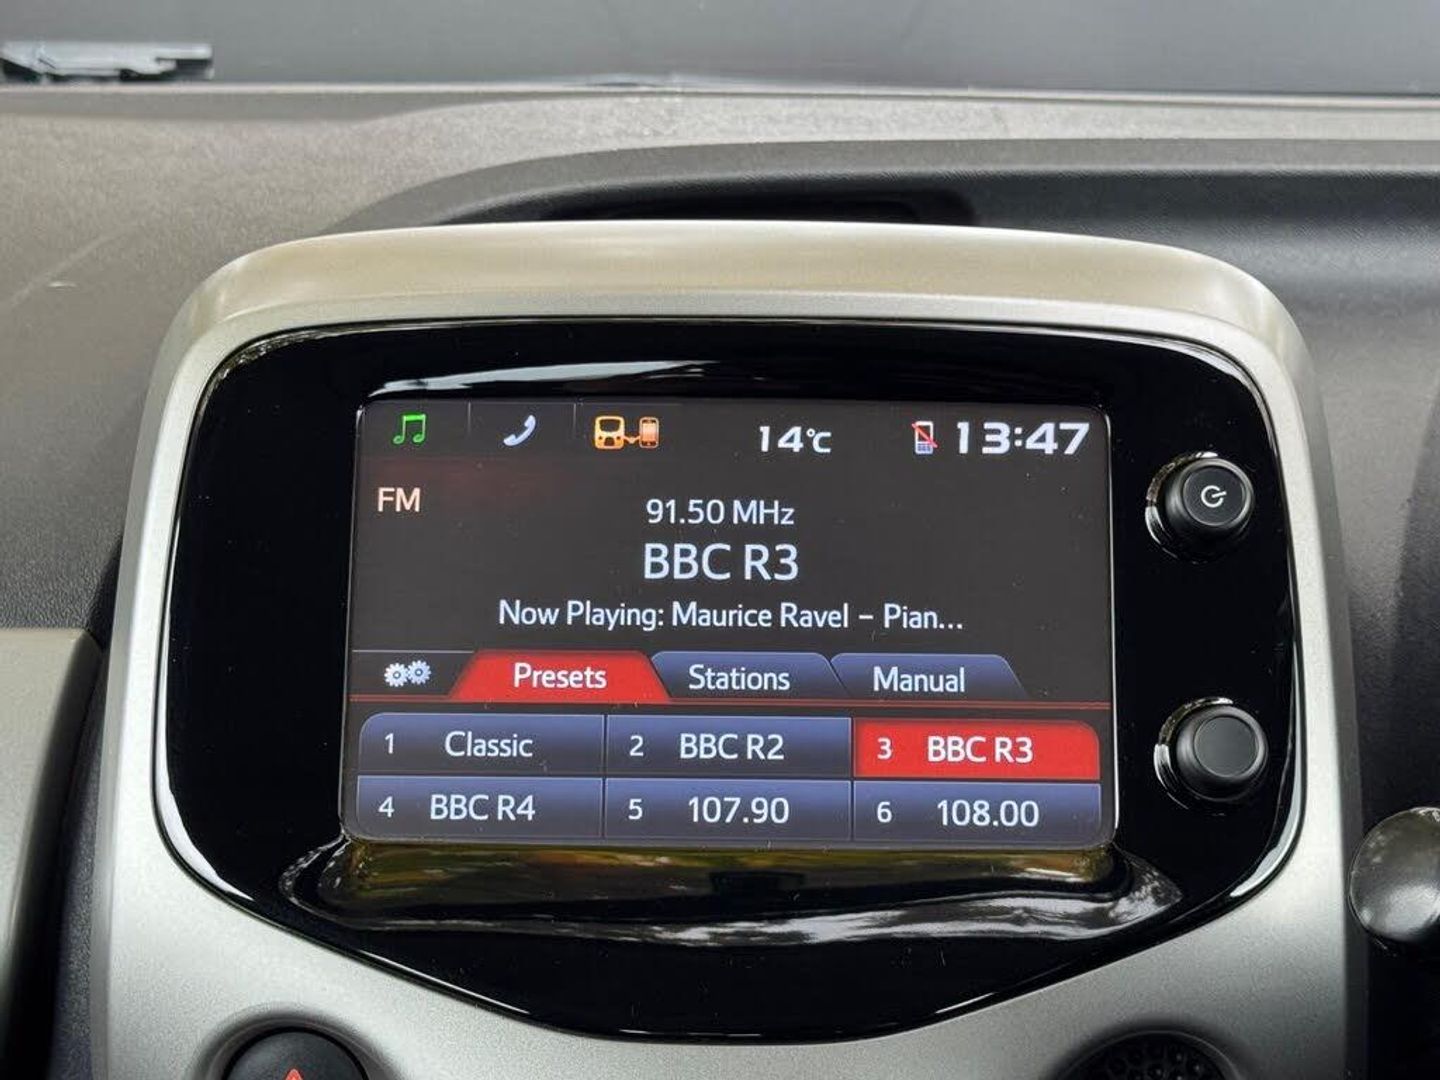 14°C 13:47
FM
91.50 MHz
BBC R3
Now Playing: Maurice Ravel – Pian...
Presets Stations Manual
1 Classic 2 BBC R2 3 BBC R3
4 BBC R4 5 107.90 6 108.00